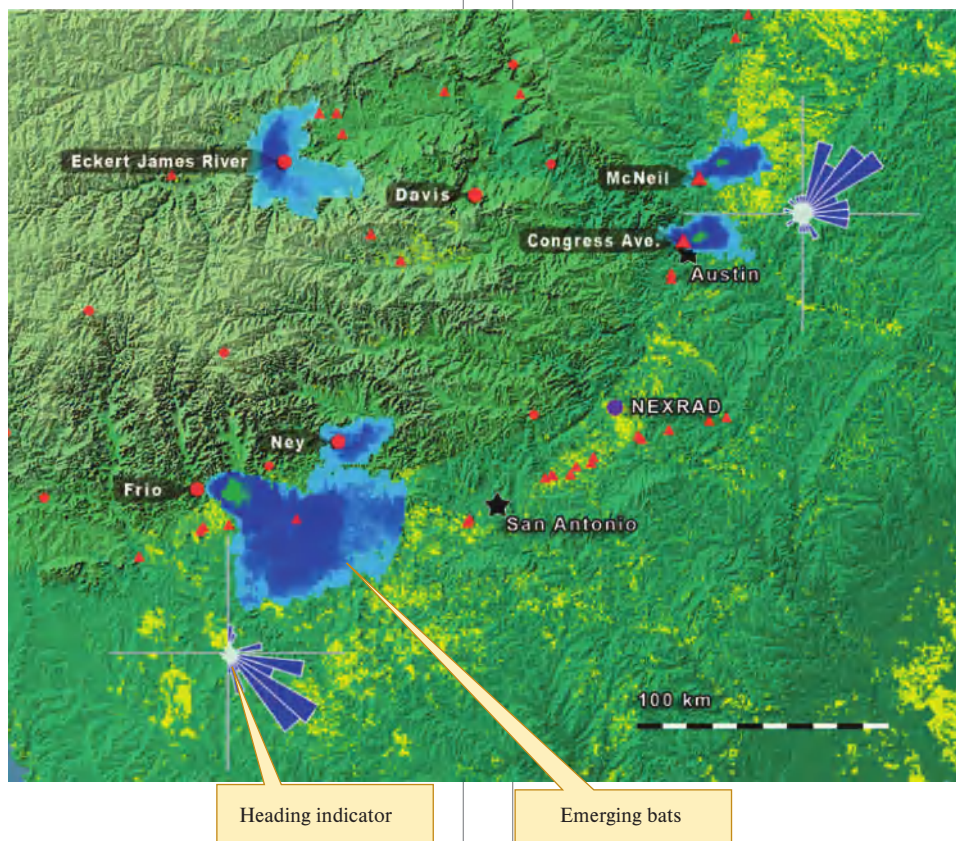 Eckert James River
McNeil
Davis
Congress Ave.
Austin
NEXRAD
Ney
Frio
San Antonio
100 km
Heading indicator
Emerging bats